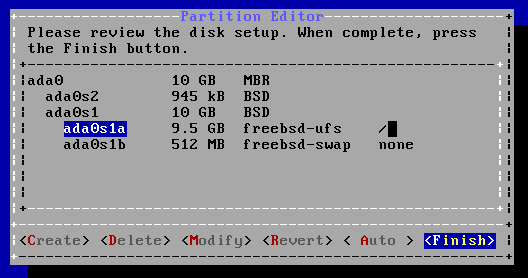 Partition Editor
Please review the disk setup. When complete, press
the Finish button.
ada0 10 GB MBR
ada0s2 945 kB BSD
ada0s1 10 GB BSD
ada0s1a 9.5 GB freebsd-ufs /
ada0s1b 512 MB freebsd-swap none
<Create> <Delete> <Modify> <Revert> < Auto > <Finish>